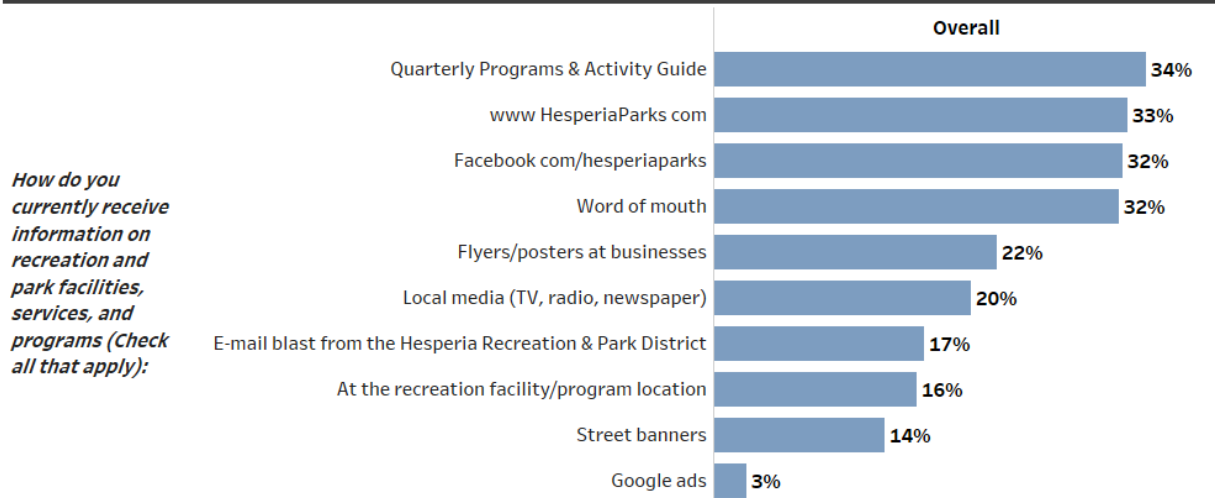 Overall
How do you
currently receive
information on
recreation and
park facilities,
services, and
programs (Check
all that apply):
Quarterly Programs & Activity Guide 34%
www HesperiaParks com 33%
Facebook com/hesperiaparks 32%
Word of mouth 32%
Flyers/posters at businesses 22%
Local media (TV, radio, newspaper) 20%
E-mail blast from the Hesperia Recreation & Park District 17%
At the recreation facility/program location 16%
Street banners 14%
Google ads 3%